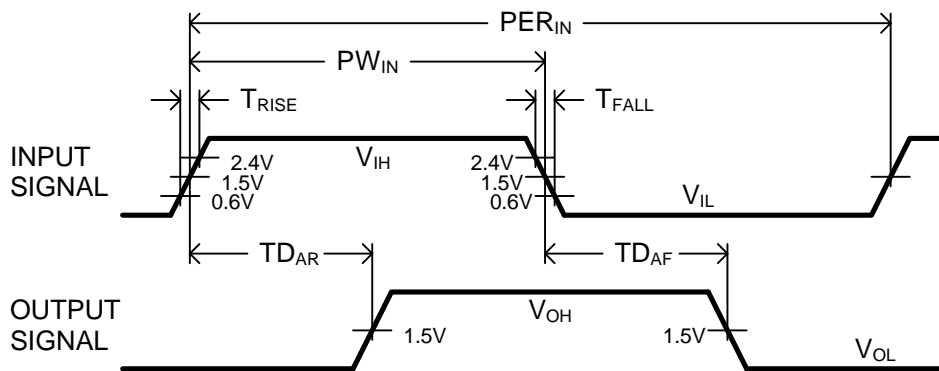 PER_IN
PW_IN
T_RISE
T_FALL
INPUT
SIGNAL
V_IH
2.4V
1.5V
0.6V
2.4V
1.5V
0.6V
V_IL
TD_AR
TD_AF
OUTPUT
SIGNAL
1.5V
V_OH
1.5V
V_OL